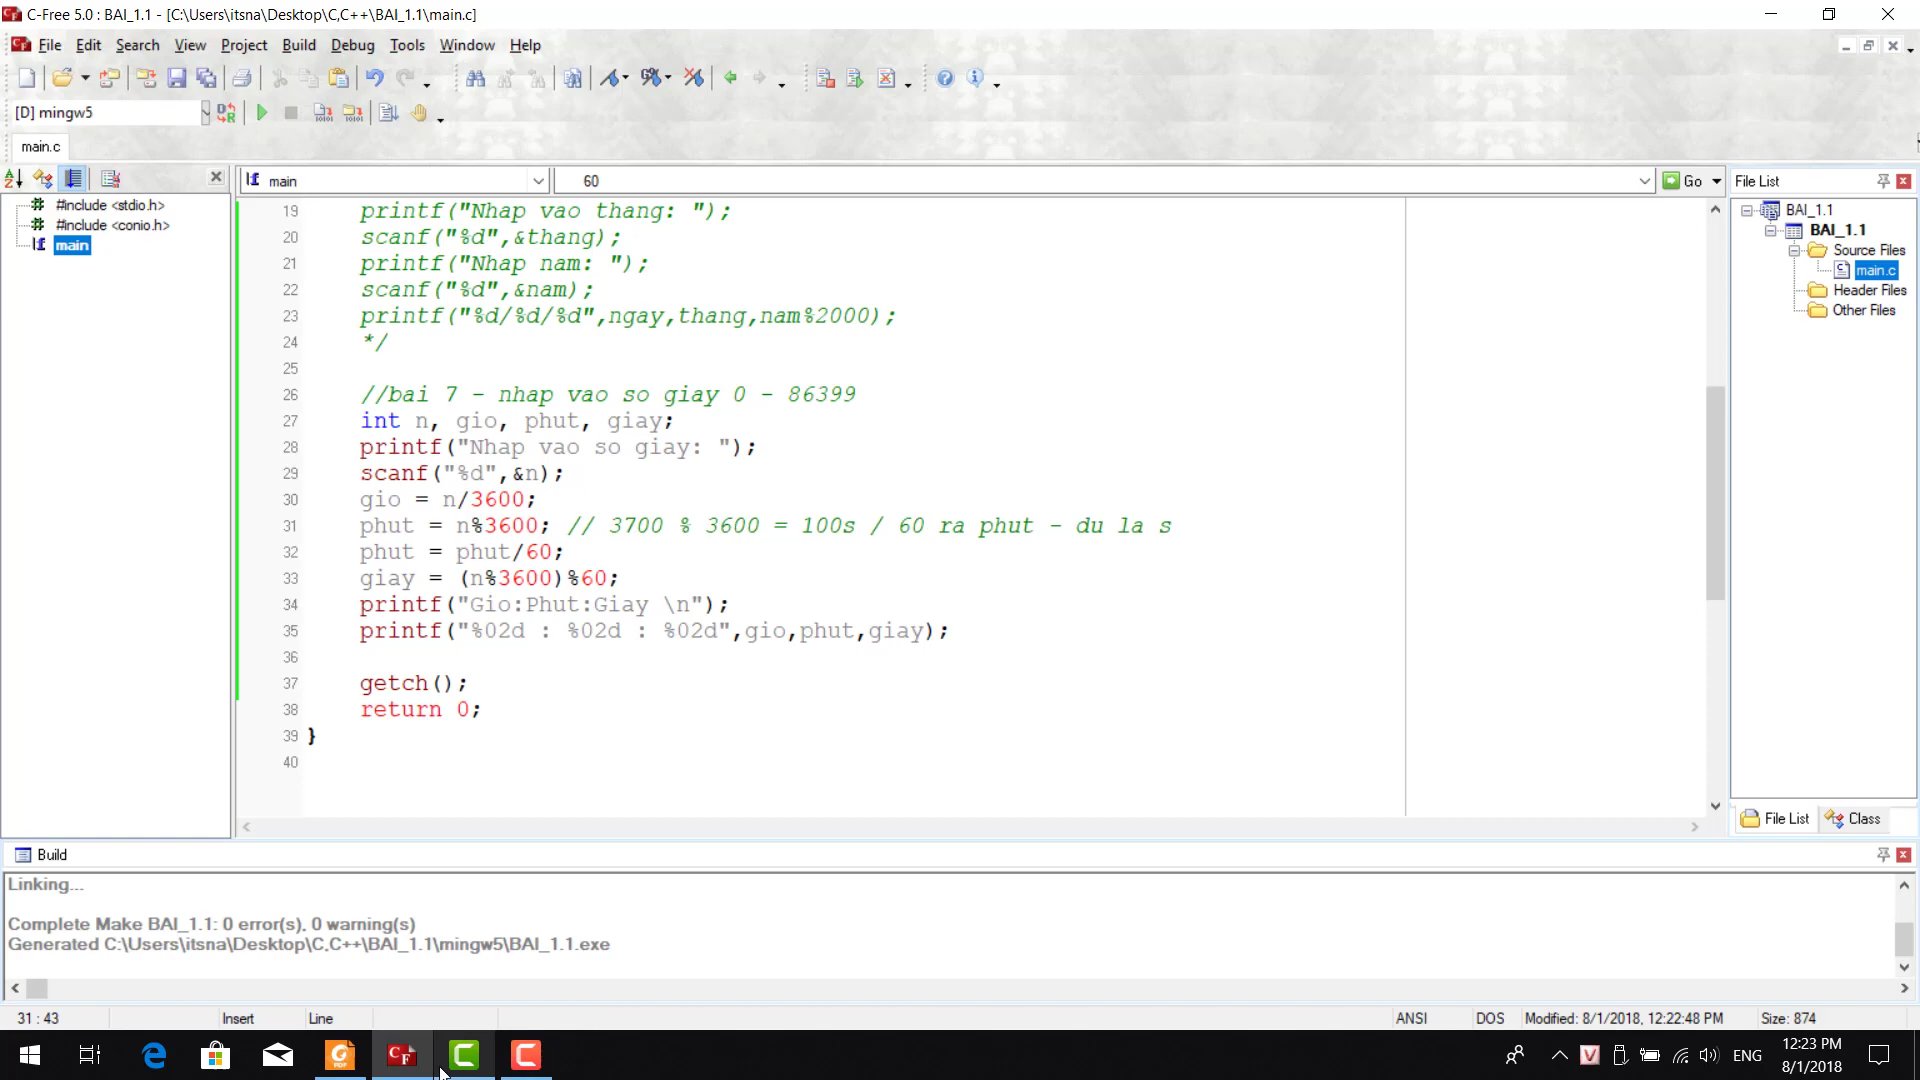 C-Free 5.0 : BAI_1.1 - [C:\Users\itsna\Desktop\C,C++\BAI_1.1\main.c]
File Edit Search View Project Build Debug Tools Window Help
[D] mingw5
main.c
main
60
Go
File List
#include <stdio.h>
#include <conio.h>
main
19 printf("Nhap vao thang: ");
20 scanf("%d",&thang);
21 printf("Nhap nam: ");
22 scanf("%d",&nam);
23 printf("%d/%d/%d",ngay,thang,nam%2000);
24 */
25
26 //bai 7 - nhap vao so giay 0 - 86399
27 int n, gio, phut, giay;
28 printf("Nhap vao so giay: ");
29 scanf("%d",&n);
30 gio = n/3600;
31 phut = n%3600; // 3700 % 3600 = 100s / 60 ra phut - du la s
32 phut = phut/60;
33 giay = (n%3600)%60;
34 printf("Gio:Phut:Giay \n");
35 printf("%02d : %02d : %02d",gio,phut,giay);
36
37 getch();
38 return 0;
39 }
40
BAI_1.1
BAI_1.1
Source Files
main.c
Header Files
Other Files
File List Class
Build
Linking...
Complete Make BAI_1.1: 0 error(s), 0 warning(s)
Generated C:\Users\itsna\Desktop\C,C++\BAI_1.1\mingw5\BAI_1.1.exe
31 : 43 Insert Line ANSI DOS Modified: 8/1/2018, 12:22:48 PM Size: 874
ENG
12:23 PM
8/1/2018